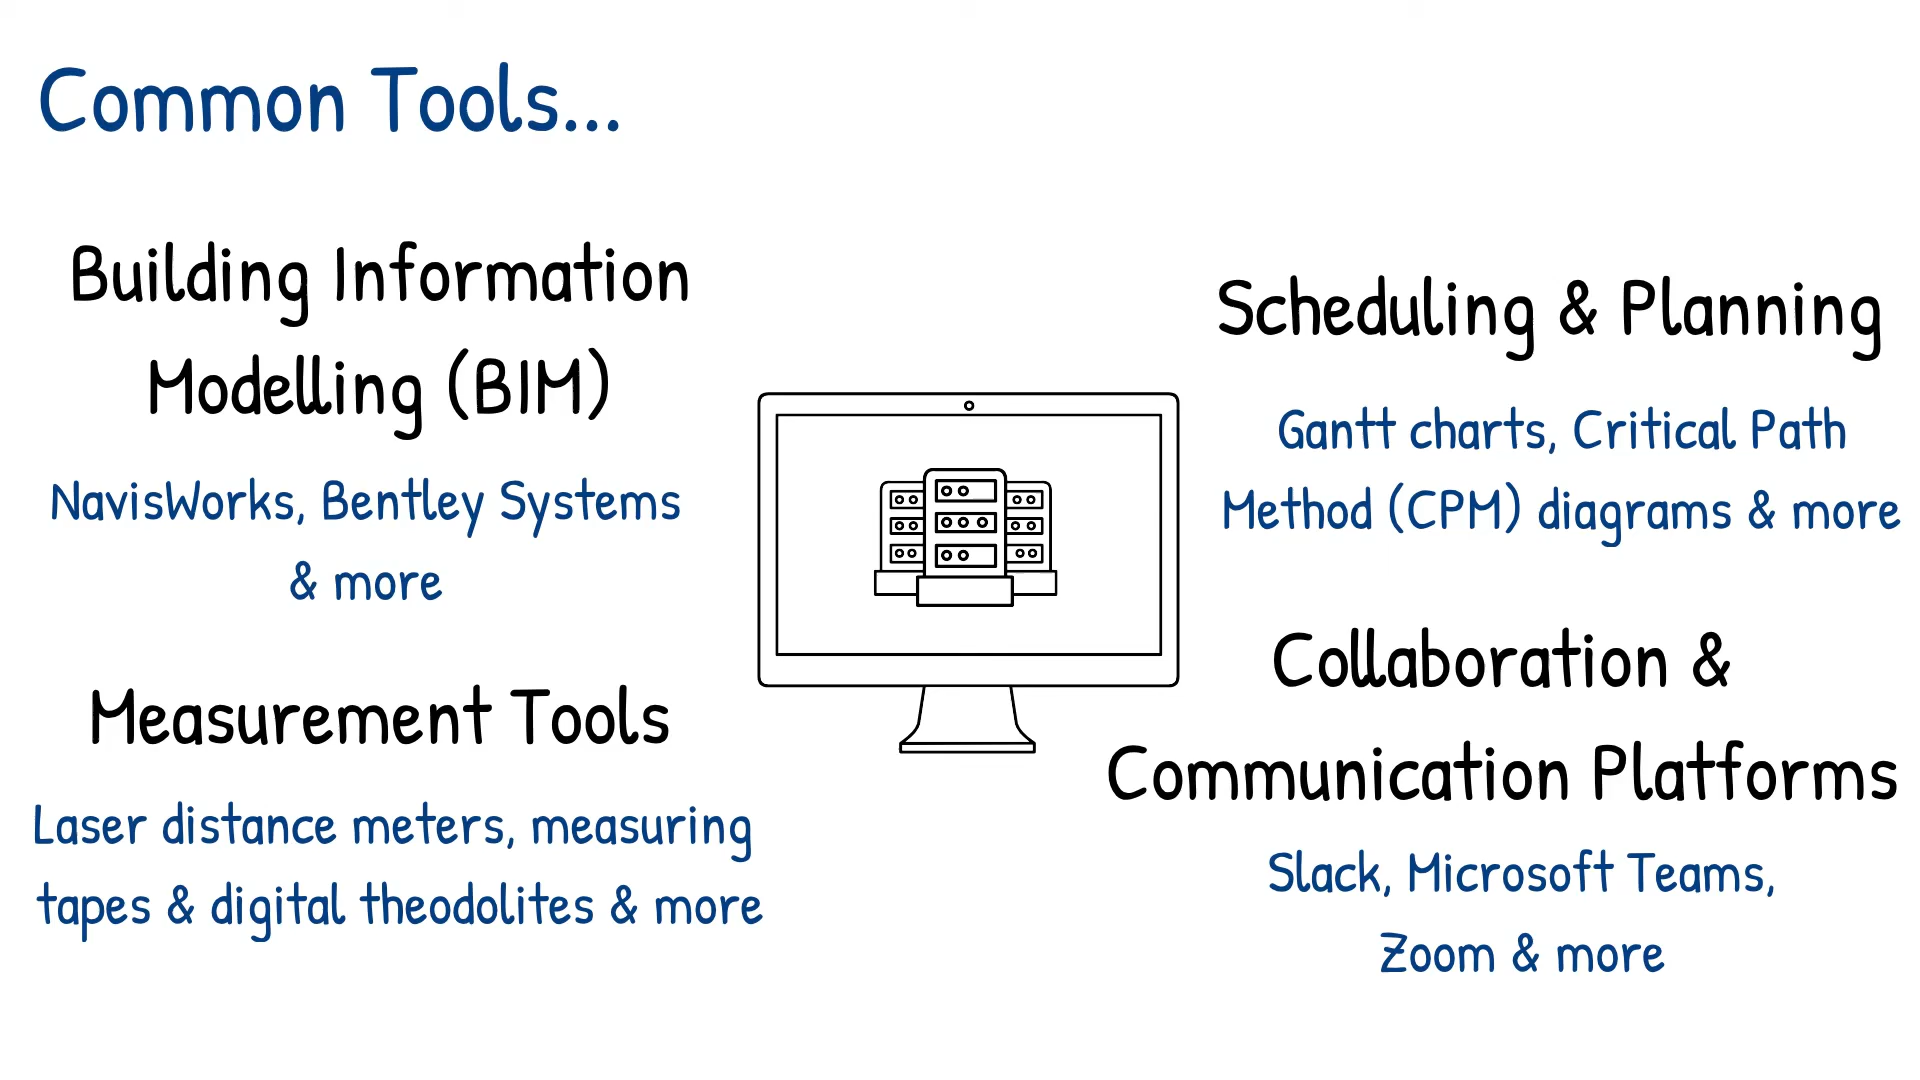 Common Tools...
Building Information
Modelling (BIM)
NavisWorks, Bentley Systems
& more
Measurement Tools
Laser distance meters, measuring
tapes & digital theodolites & more
Scheduling & Planning
Gantt charts, Critical Path
Method (CPM) diagrams & more
Collaboration &
Communication Platforms
Slack, Microsoft Teams,
Zoom & more